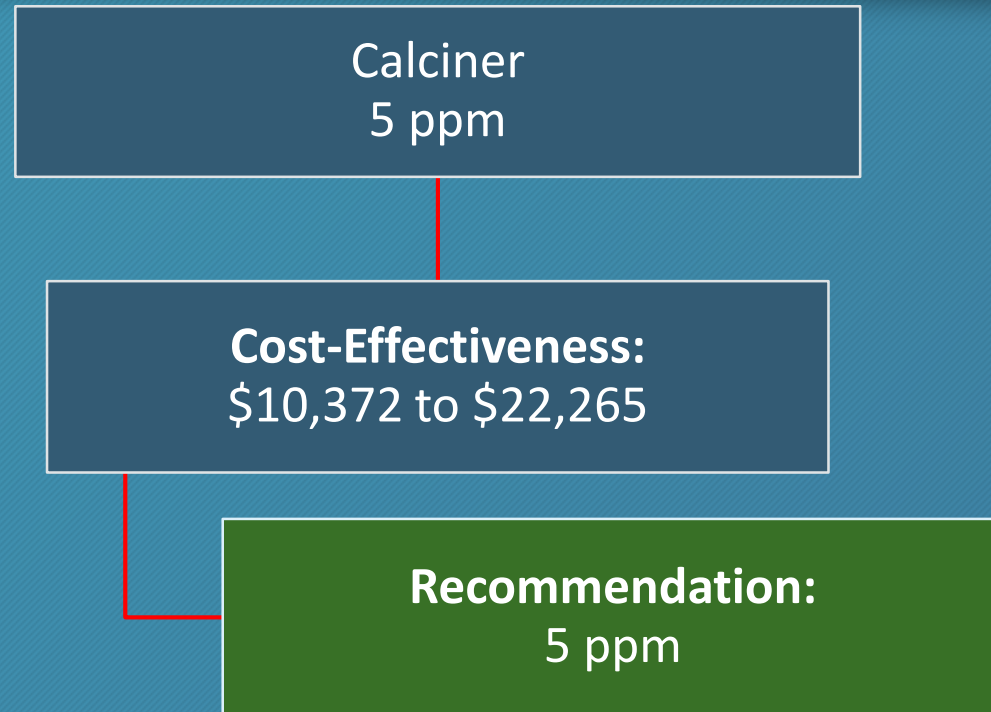 Calciner
5 ppm
Cost-Effectiveness:
$10,372 to $22,265
Recommendation:
5 ppm